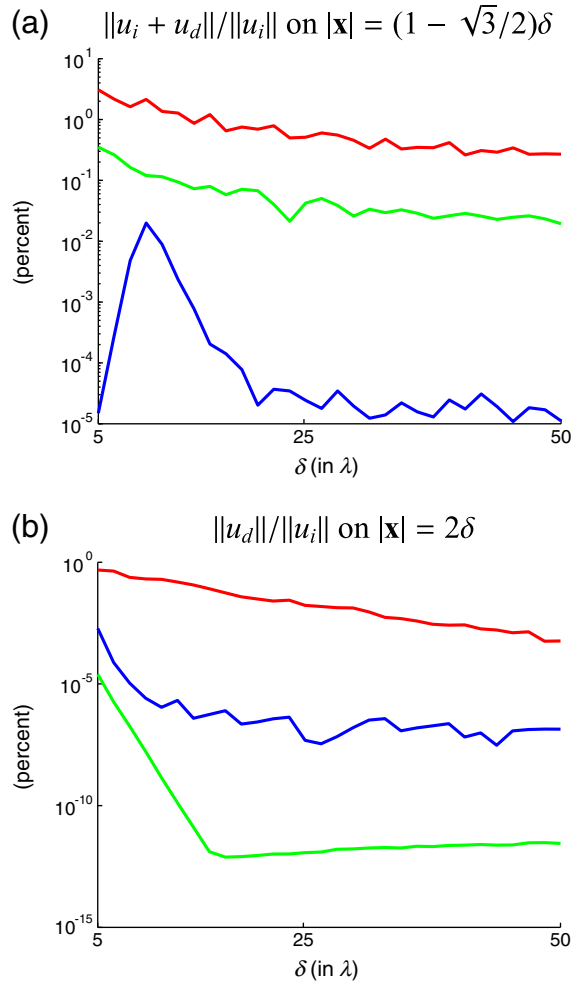 (a) ||u_i + u_d||/||u_i|| on |x| = (1 − √3/2)δ
10^1
10^0
10^-1
10^-2
10^-3
10^-4
10^-5
(percent)
5 25 50
δ (in λ)
(b) ||u_d||/||u_i|| on |x| = 2δ
10^0
10^-5
10^-10
10^-15
(percent)
5 25 50
δ (in λ)